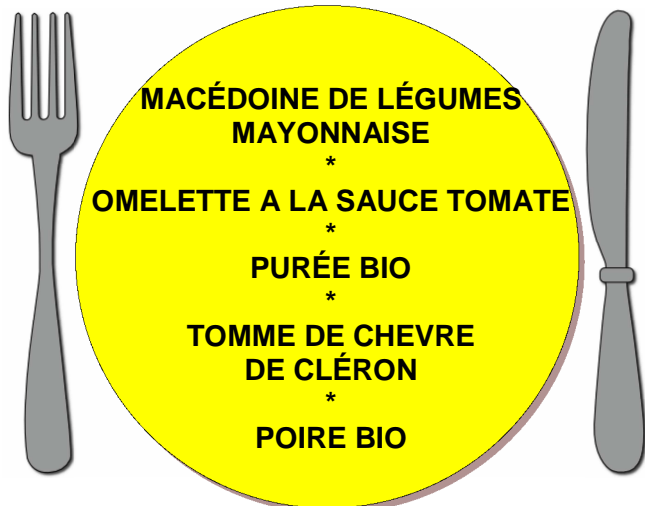 MACÉDOINE DE LÉGUMES
MAYONNAISE
*
OMELETTE A LA SAUCE TOMATE
*
PURÉE BIO
*
TOMME DE CHEVRE
DE CLÉRON
*
POIRE BIO